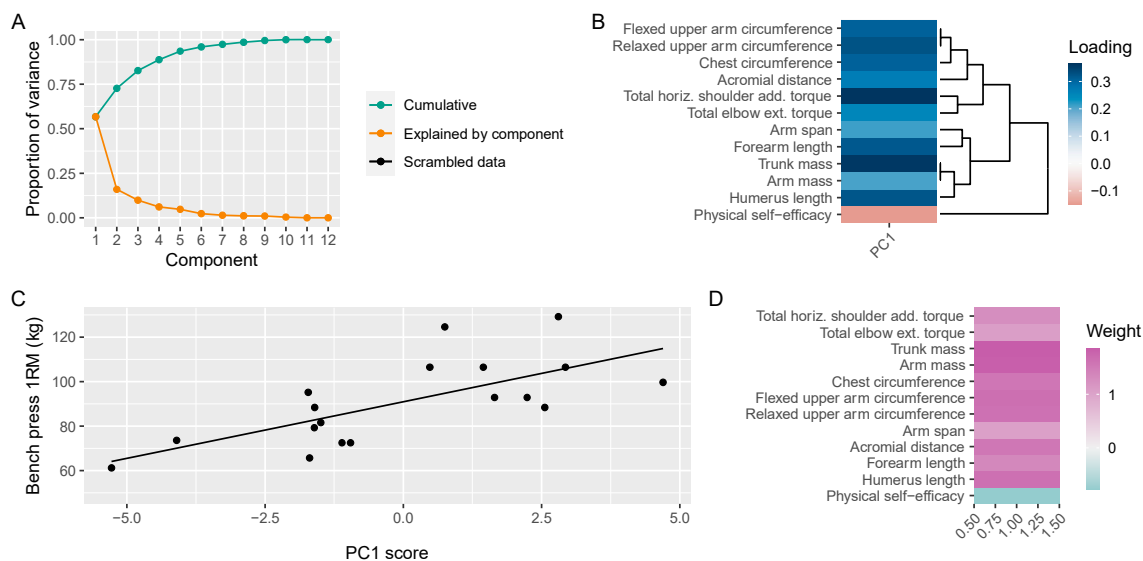 A
Proportion of variance
1.00
0.75
0.50
0.25
0.00
1 2 3 4 5 6 7 8 9 10 11 12
Component
Cumulative
Explained by component
Scrambled data
B
Flexed upper arm circumference
Relaxed upper arm circumference
Chest circumference
Acromial distance
Total horiz. shoulder add. torque
Total elbow ext. torque
Arm span
Forearm length
Trunk mass
Arm mass
Humerus length
Physical self−efficacy
PC1
Loading
0.3
0.2
0.1
0.0
−0.1
C
Bench press 1RM (kg)
120
100
80
60
−5.0 −2.5 0.0 2.5 5.0
PC1 score
D
Total horiz. shoulder add. torque
Total elbow ext. torque
Trunk mass
Arm mass
Chest circumference
Flexed upper arm circumference
Relaxed upper arm circumference
Arm span
Acromial distance
Forearm length
Humerus length
Physical self−efficacy
0.50 0.75 1.00 1.25 1.50
Weight
1
0